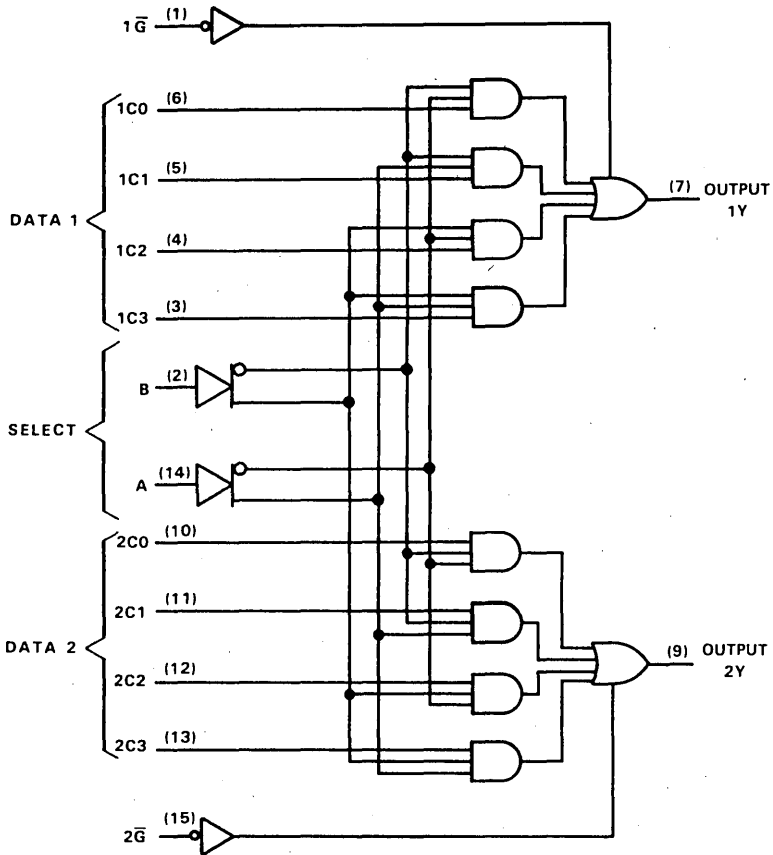 1G̅ (1)
1C0 (6)
1C1 (5)
DATA 1
1C2 (4)
1C3 (3)
(7) OUTPUT
1Y
B (2)
SELECT
A (14)
2C0 (10)
2C1 (11)
DATA 2
2C2 (12)
2C3 (13)
(9) OUTPUT
2Y
2G̅ (15)